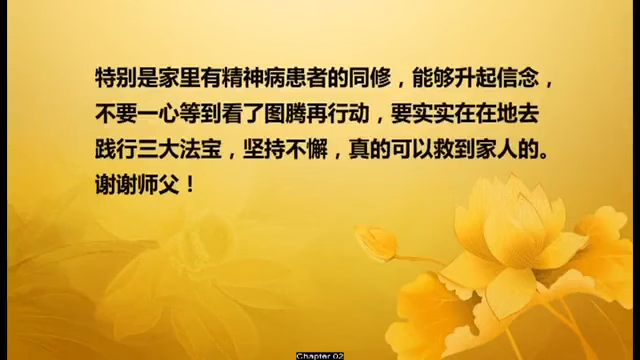 特别是家里有精神病患者的同修，能够升起信念，
不要一心等到看了图腾再行动，要实实在在地去
践行三大法宝，坚持不懈，真的可以救到家人的。
谢谢师父！
Chapter 02